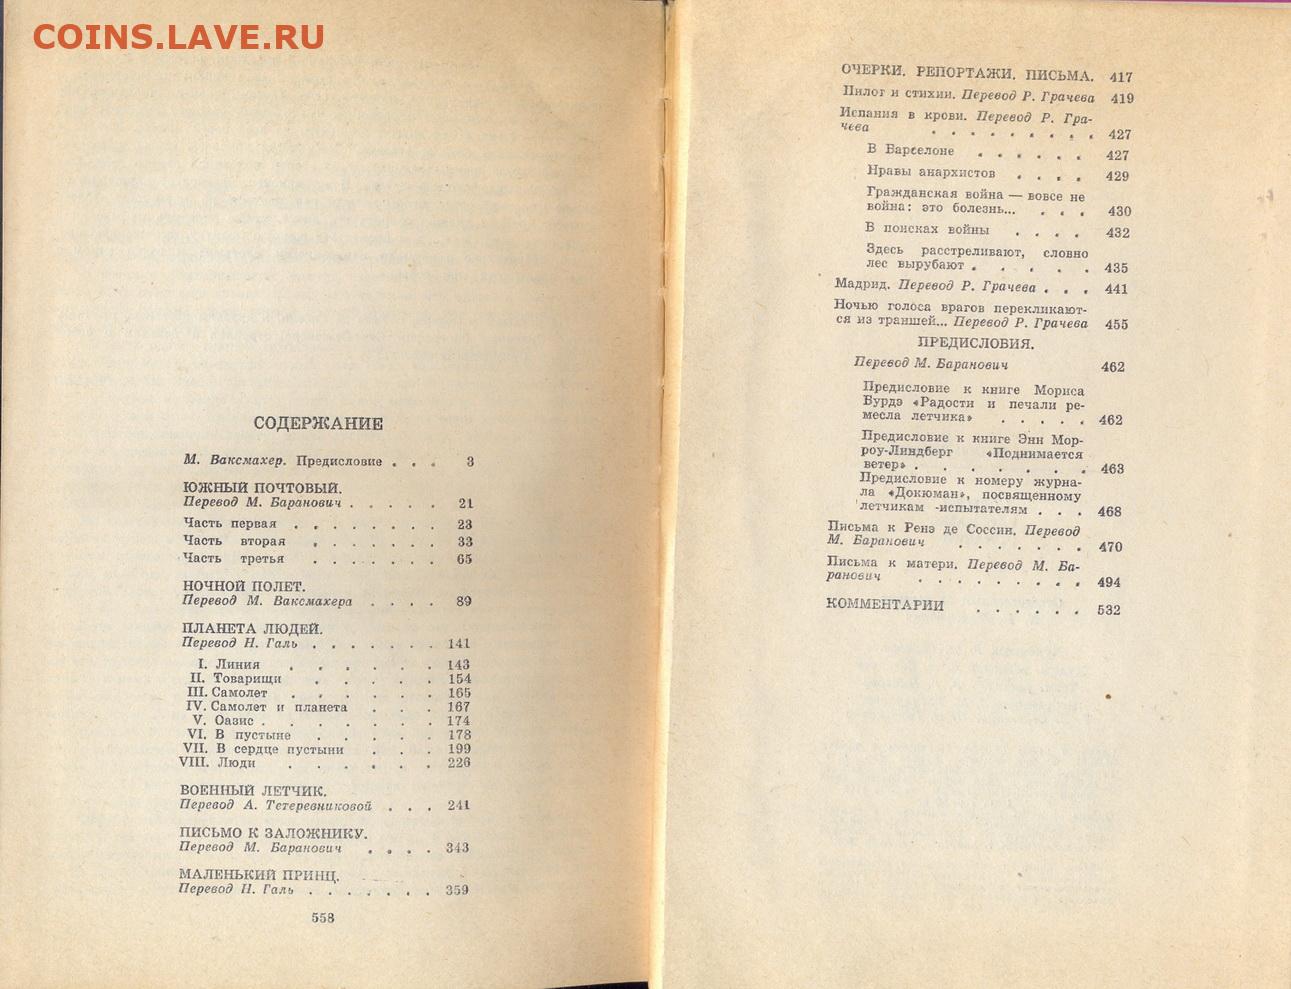 COINS.LAVE.RU
СОДЕРЖАНИЕ
М. Ваксмахер. Предисловие . . . 3
ЮЖНЫЙ ПОЧТОВЫЙ.
Перевод М. Баранович . . . . . 21
Часть первая . . . . . . . . 23
Часть вторая . . . . . . . 33
Часть третья . . . . . . . 65
НОЧНОЙ ПОЛЕТ.
Перевод М. Ваксмахера . . . . 89
ПЛАНЕТА ЛЮДЕЙ.
Перевод Н. Галь . . . . . . . 141
I. Линия . . . . . . 143
II. Товарищи . . . . . 154
III. Самолет . . . . . . 165
IV. Самолет и планета . . . 167
V. Оазис . . . . . . . 174
VI. В пустыне . . . . . 178
VII. В сердце пустыни . . . 199
VIII. Люди . . . . . . 226
ВОЕННЫЙ ЛЕТЧИК.
Перевод А. Тетеревниковой . . . 241
ПИСЬМО К ЗАЛОЖНИКУ.
Перевод М. Баранович . . . . 343
МАЛЕНЬКИЙ ПРИНЦ.
Перевод Н. Галь . . . . . . . 359
558
ОЧЕРКИ. РЕПОРТАЖИ. ПИСЬМА. 417
Пилот и стихии. Перевод Р. Грачева 419
Испания в крови. Перевод Р. Гра-
чева . . . . . . . . . 427
В Барселоне . . . . . . 427
Нравы анархистов . . . . 429
Гражданская война — вовсе не
война: это болезнь... . . . 430
В поисках войны . . . . 432
Здесь расстреливают, словно
лес вырубают . . . . . . 435
Мадрид. Перевод Р. Грачева . . . 441
Ночью голоса врагов перекликают-
ся из траншей... Перевод Р. Грачева 455
ПРЕДИСЛОВИЯ.
Перевод М. Баранович 462
Предисловие к книге Мориса
Бурдэ «Радости и печали ре-
месла летчика» . . . . . 462
Предисловие к книге Энн Мор-
роу-Линдберг «Поднимается
ветер» . . . . . . . 463
Предисловие к номеру журна-
ла «Докюман», посвященному
летчикам -испытателям . . . 468
Письма к Ренэ де Соссин. Перевод
М. Баранович . . . . . . . 470
Письма к матери. Перевод М. Ба-
ранович . . . . . . . . . 494
КОММЕНТАРИИ . . . . . . 532